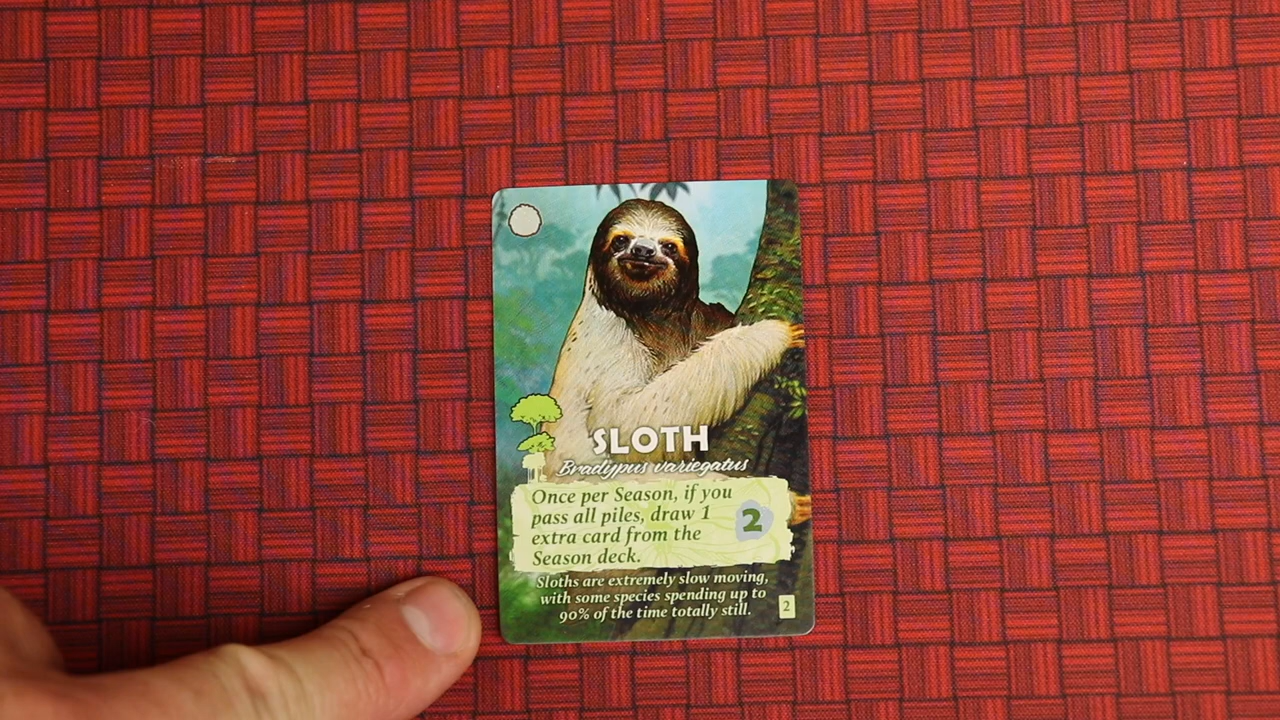 SLOTH
Bradypus variegatus
Once per Season, if you
pass all piles, draw 1
extra card from the
Season deck.
2
Sloths are extremely slow moving,
with some species spending up to
90% of the time totally still.
2